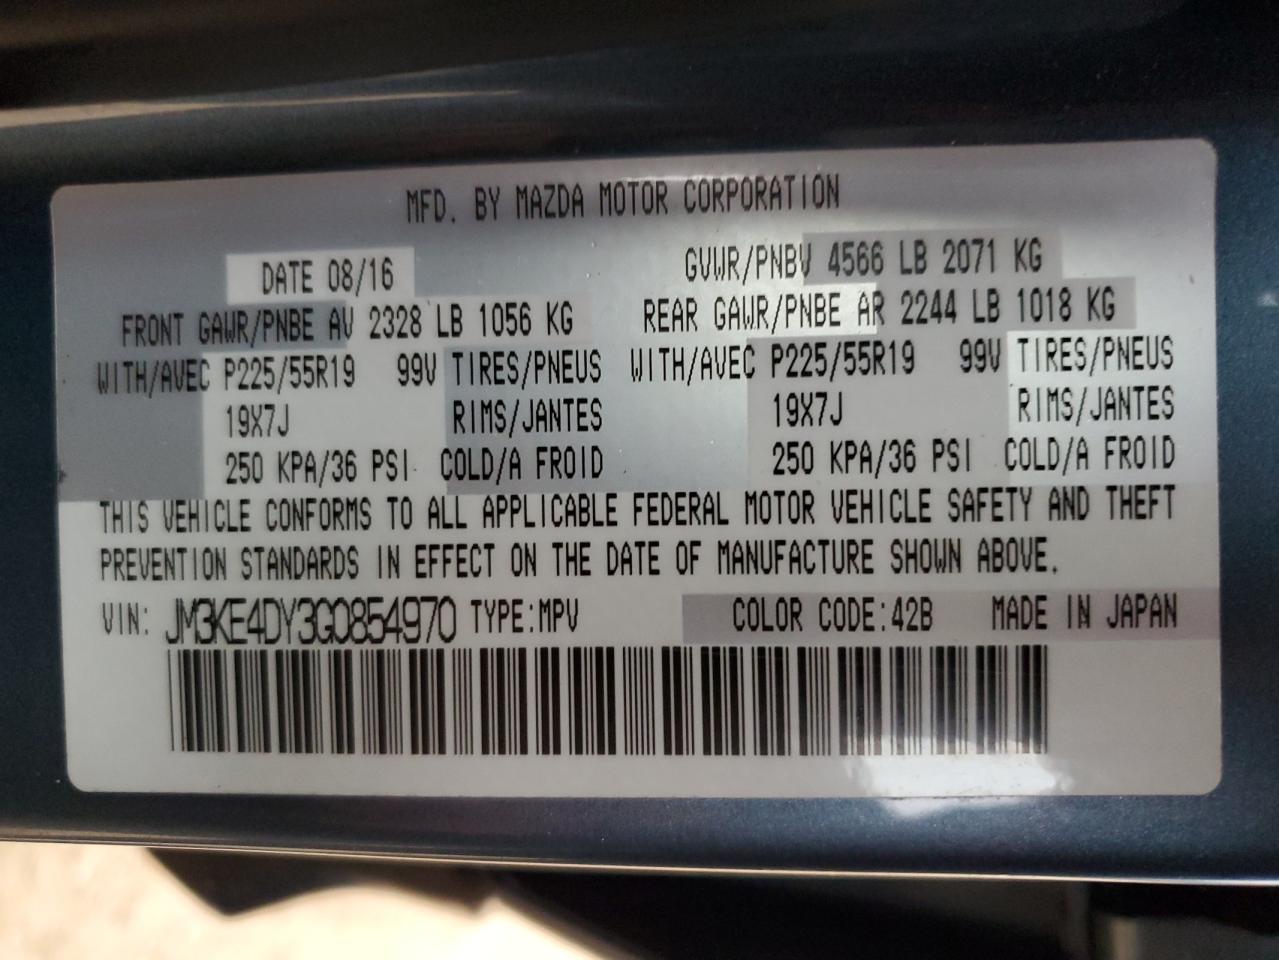 MFD. BY MAZDA MOTOR CORPORATION
DATE 08/16 GVWR/PNBV 4566 LB 2071 KG
FRONT GAWR/PNBE AV 2328 LB 1056 KG REAR GAWR/PNBE AR 2244 LB 1018 KG
WITH/AVEC P225/55R19 99V TIRES/PNEUS WITH/AVEC P225/55R19 99V TIRES/PNEUS
19X7J RIMS/JANTES 19X7J RIMS/JANTES
250 KPA/36 PSI COLD/A FROID 250 KPA/36 PSI COLD/A FROID
THIS VEHICLE CONFORMS TO ALL APPLICABLE FEDERAL MOTOR VEHICLE SAFETY AND THEFT
PREVENTION STANDARDS IN EFFECT ON THE DATE OF MANUFACTURE SHOWN ABOVE.
VIN: JM3KE4DY3G0854970 TYPE:MPV COLOR CODE:42B MADE IN JAPAN